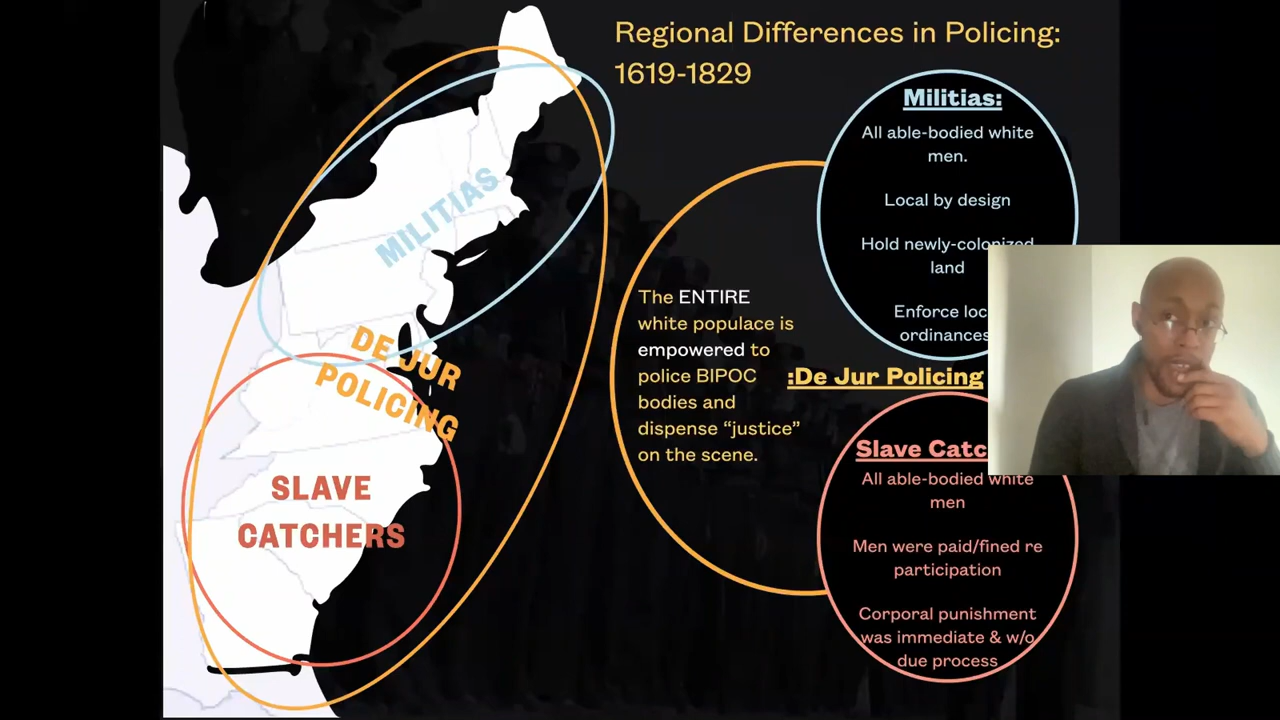 Regional Differences in Policing:
1619-1829
MILITIAS
DE JUR
POLICING
SLAVE
CATCHERS
The ENTIRE
white populace is
empowered to
police BIPOC
bodies and
dispense “justice”
on the scene.
Militias:
All able-bodied white
men.
Local by design
Hold newly-colonized
land
Enforce loc
ordinances
:De Jur Policing
Slave Catc
All able-bodied white
men
Men were paid/fined re
participation
Corporal punishment
was immediate & w/o
due process